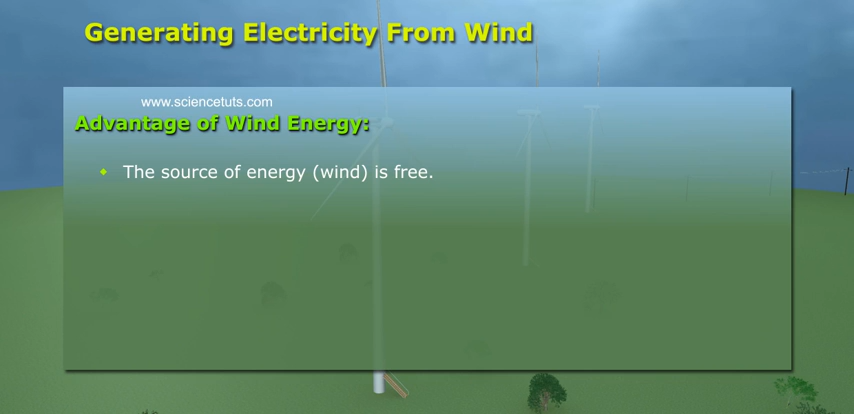 Generating Electricity From Wind
www.sciencetuts.com
Advantage of Wind Energy:
The source of energy (wind) is free.